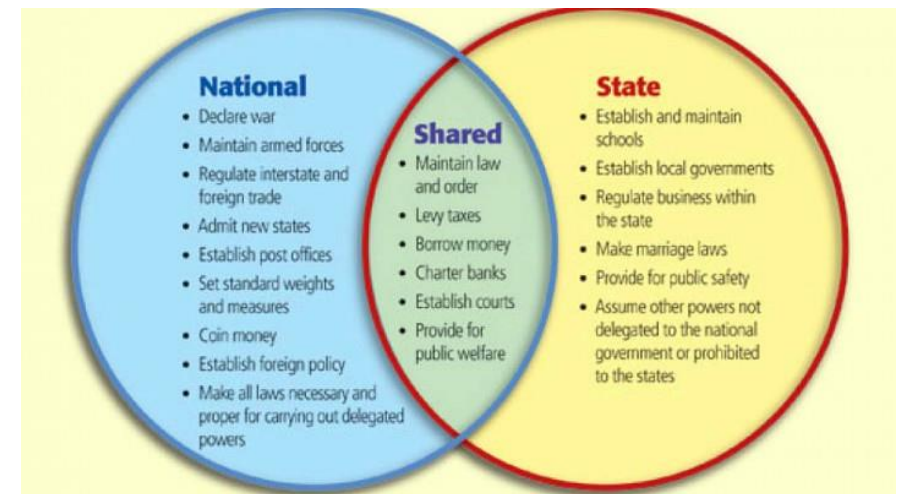 National
• Declare war
• Maintain armed forces
• Regulate interstate and
foreign trade
• Admit new states
• Establish post offices
• Set standard weights
and measures
• Coin money
• Establish foreign policy
• Make all laws necessary and
proper for carrying out delegated
powers
Shared
• Maintain law
and order
• Levy taxes
• Borrow money
• Charter banks
• Establish courts
• Provide for
public welfare
State
• Establish and maintain
schools
• Establish local governments
• Regulate business within
the state
• Make marriage laws
• Provide for public safety
• Assume other powers not
delegated to the national
government or prohibited
to the states